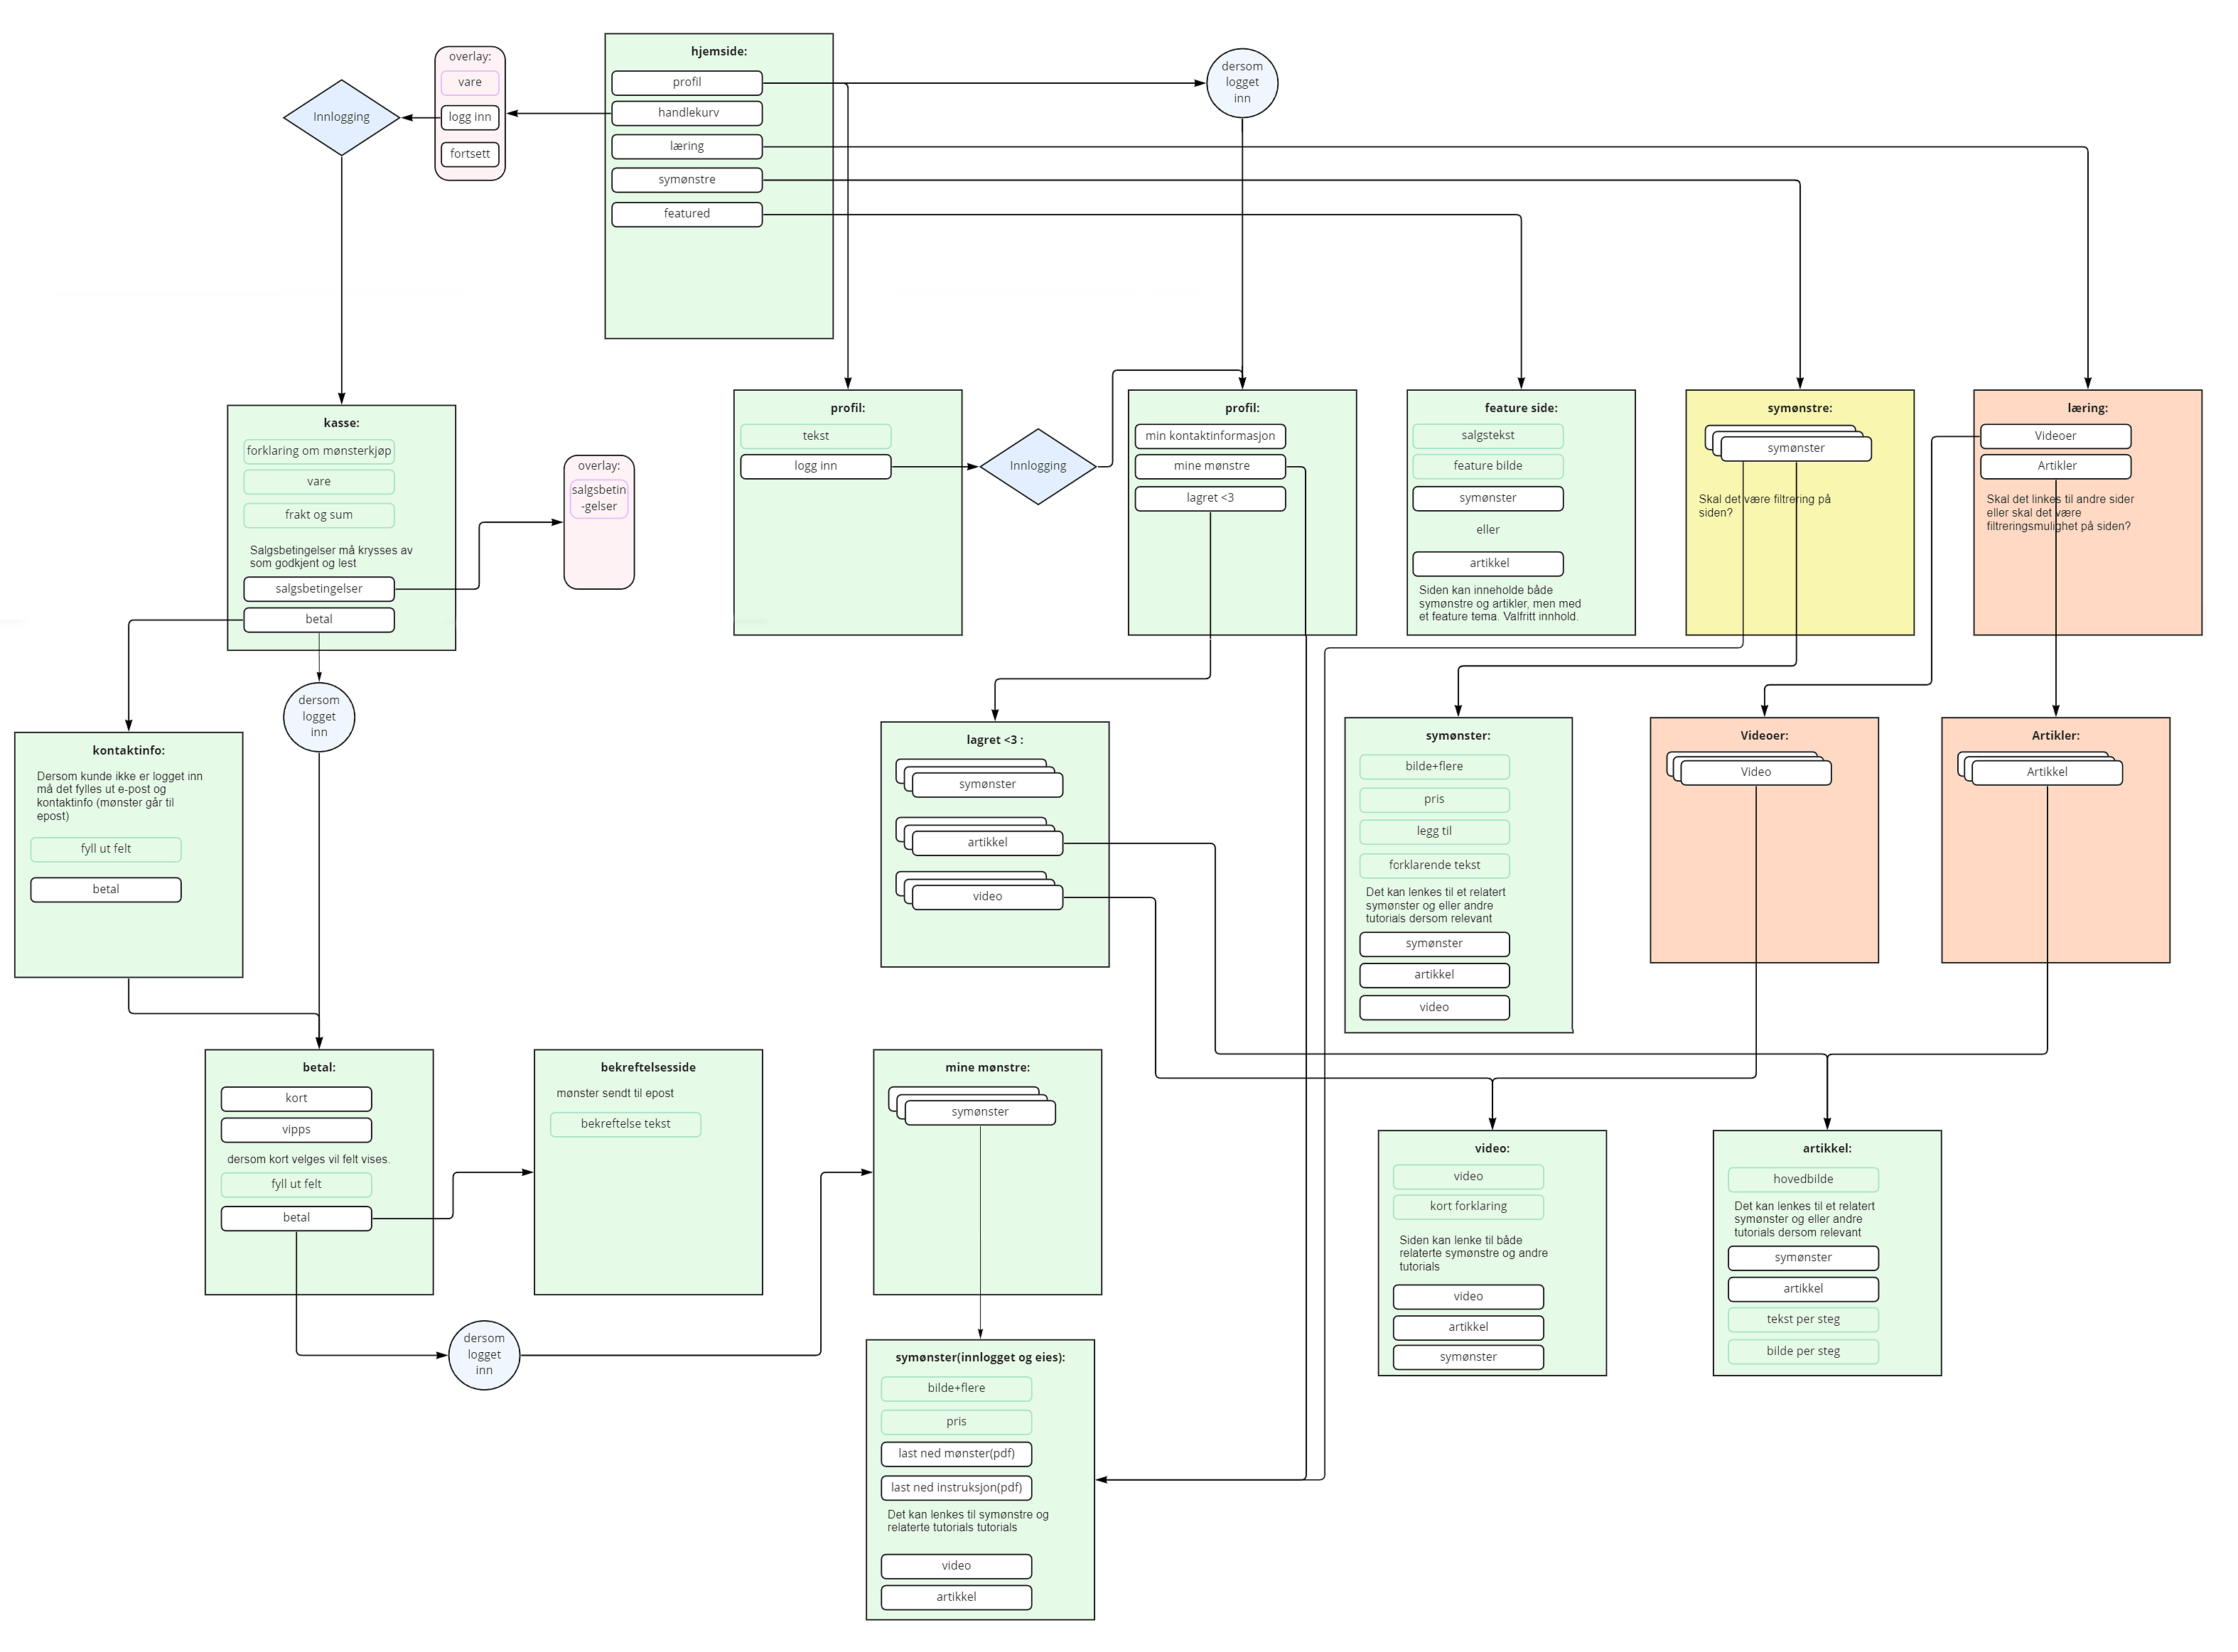 hjemside:
profil
handlekurv
læring
symønstre
featured
overlay:
vare
logg inn
fortsett
Innlogging
dersom
logget
inn
kasse:
forklaring om mønsterkjøp
vare
frakt og sum
Salgsbetingelser må krysses av
som godkjent og lest
salgsbetingelser
betal
overlay:
salgsbetin
-gelser
profil:
tekst
logg inn
Innlogging
profil:
min kontaktinformasjon
mine mønstre
lagret <3
feature side:
salgstekst
feature bilde
symønster
eller
artikkel
Siden kan inneholde både
symønstre og artikler, men med
et feature tema. Valfritt innhold.
symønstre:
symønster
Skal det være filtrering på
siden?
læring:
Videoer
Artikler
Skal det linkes til andre sider
eller skal det være
filtreringsmulighet på siden?
kontaktinfo:
Dersom kunde ikke er logget inn
må det fylles ut e-post og
kontaktinfo (mønster går til
epost)
fyll ut felt
betal
dersom
logget
inn
lagret <3 :
symønster
artikkel
video
symønster:
bilde+flere
pris
legg til
forklarende tekst
Det kan lenkes til et relatert
symønster og eller andre
tutorials dersom relevant
symønster
artikkel
video
Videoer:
Video
Artikler:
Artikkel
betal:
kort
vipps
dersom kort velges vil felt vises.
fyll ut felt
betal
bekreftelsesside
mønster sendt til epost
bekreftelse tekst
mine mønstre:
symønster
dersom
logget
inn
video:
video
kort forklaring
Siden kan lenke til både
relaterte symønstre og andre
tutorials
video
artikkel
symønster
artikkel:
hovedbilde
Det kan lenkes til et relatert
symønster og eller andre
tutorials dersom relevant
symønster
artikkel
tekst per steg
bilde per steg
symønster(innlogget og eies):
bilde+flere
pris
last ned mønster(pdf)
last ned instruksjon(pdf)
Det kan lenkes til symønstre og
relaterte tutorials tutorials
video
artikkel